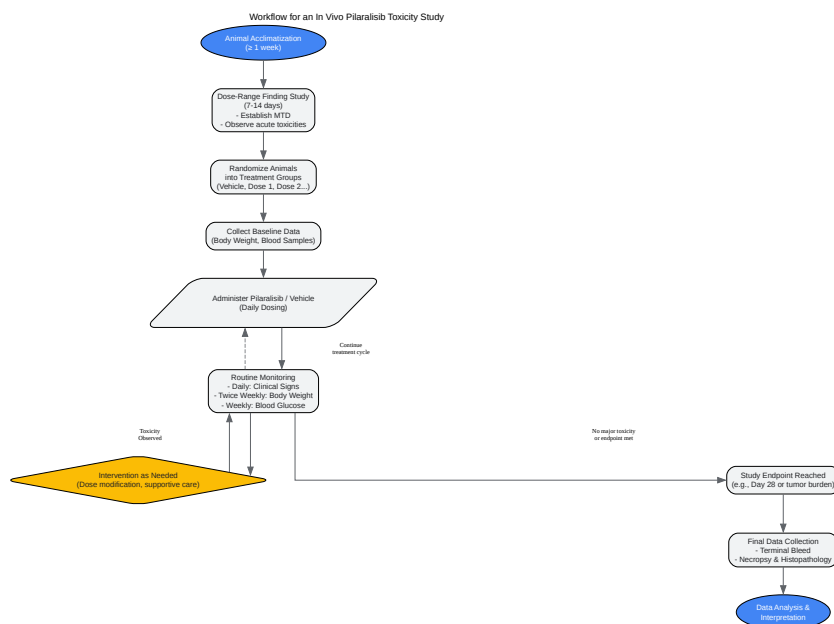 Workflow for an In Vivo Pilaralisib Toxicity Study
Animal Acclimatization
(≥ 1 week)
Dose-Range Finding Study
(7-14 days)
- Establish MTD
- Observe acute toxicities
Randomize Animals
into Treatment Groups
(Vehicle, Dose 1, Dose 2...)
Collect Baseline Data
(Body Weight, Blood Samples)
Administer Pilaralisib / Vehicle
(Daily Dosing)
Continue
treatment cycle
Routine Monitoring
- Daily: Clinical Signs
- Twice Weekly: Body Weight
- Weekly: Blood Glucose
Toxicity
Observed
No major toxicity
or endpoint met
Intervention as Needed
(Dose modification, supportive care)
Study Endpoint Reached
(e.g., Day 28 or tumor burden)
Final Data Collection
- Terminal Bleed
- Necropsy & Histopathology
Data Analysis &
Interpretation